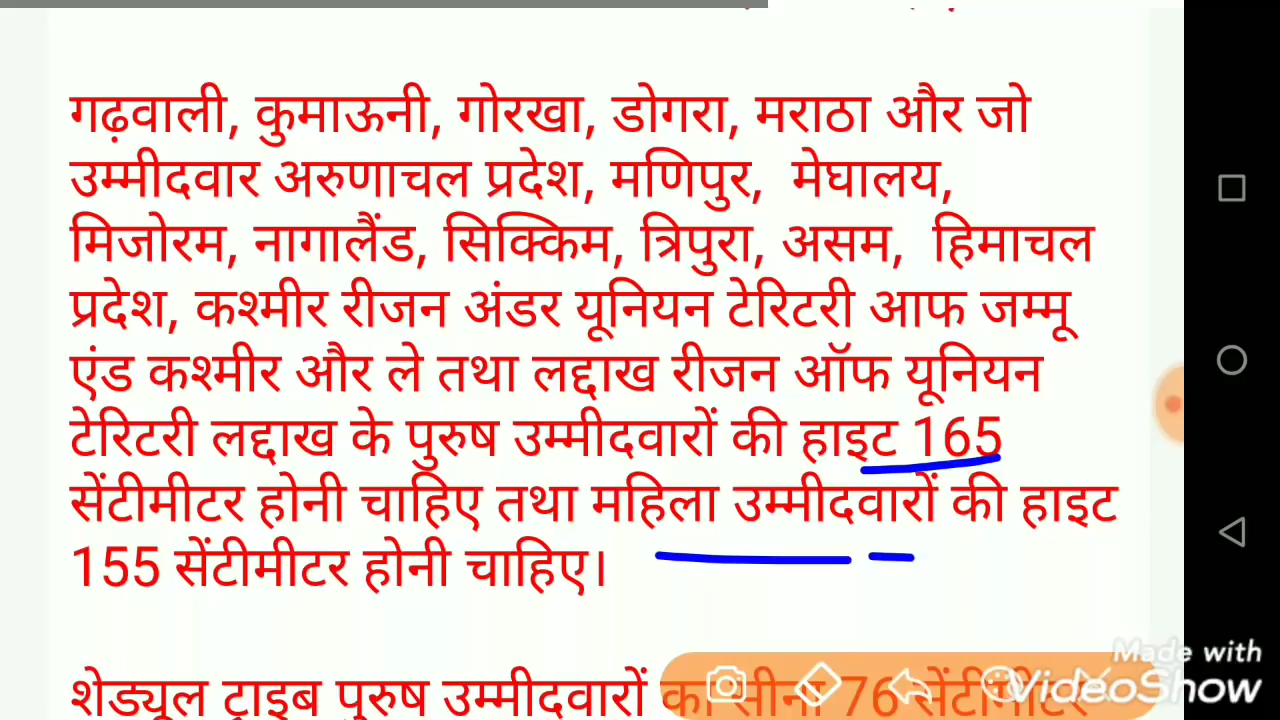 गढ़वाली, कुमाऊनी, गोरखा, डोगरा, मराठा और जो
उम्मीदवार अरुणाचल प्रदेश, मणिपुर, मेघालय,
मिजोरम, नागालैंड, सिक्किम, त्रिपुरा, असम, हिमाचल
प्रदेश, कश्मीर रीजन अंडर यूनियन टेरिटरी आफ जम्मू
एंड कश्मीर और ले तथा लद्दाख रीजन ऑफ यूनियन
टेरिटरी लद्दाख के पुरुष उम्मीदवारों की हाइट 165
सेंटीमीटर होनी चाहिए तथा महिला उम्मीदवारों की हाइट
155 सेंटीमीटर होनी चाहिए।
शेड्यूल ट्राइब पुरुष उम्मीदवारों का सीना 76 सेंटीमीटर
Made with
VideoShow